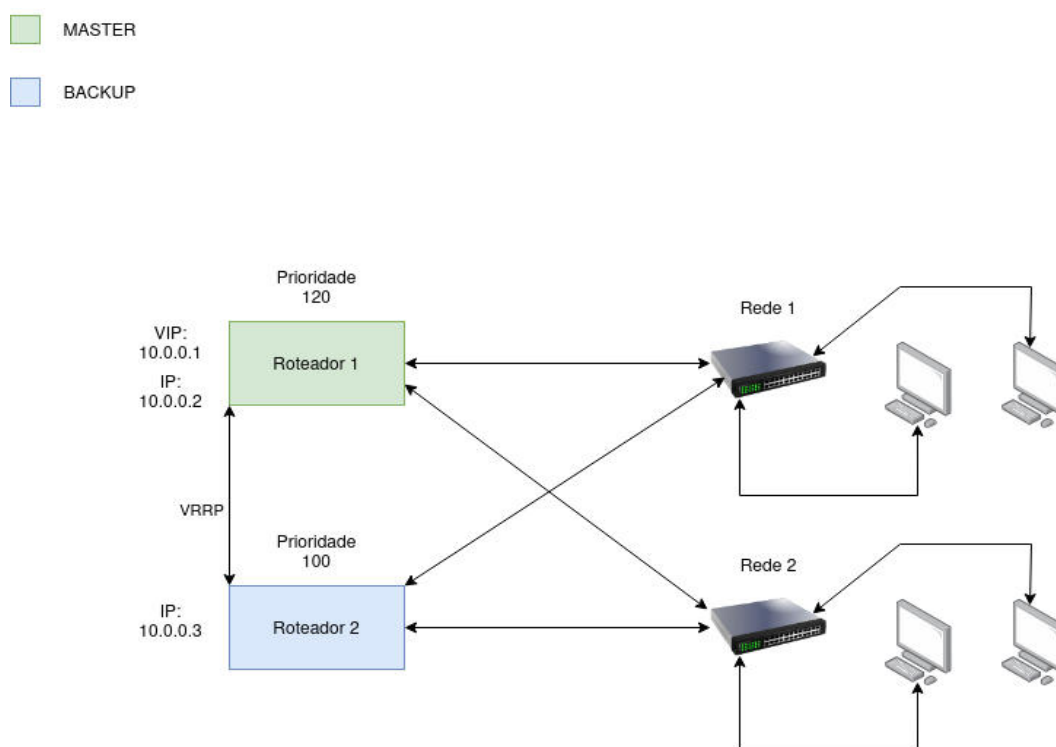 MASTER
BACKUP
Prioridade
120
Rede 1
VIP:
10.0.0.1
Roteador 1
IP:
10.0.0.2
VRRP
Prioridade
100
Rede 2
IP:
10.0.0.3
Roteador 2